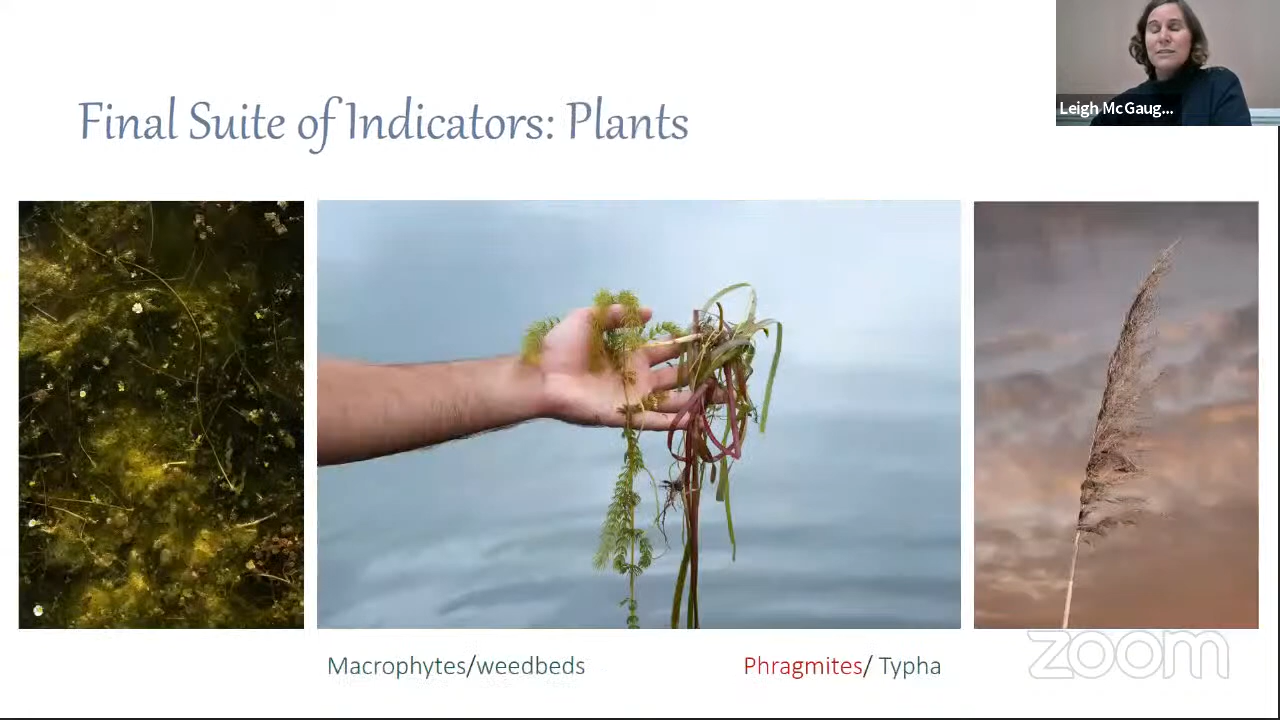 Leigh McGaug...
Final Suite of Indicators: Plants
Macrophytes/weedbeds
Phragmites/ Typha
zoom